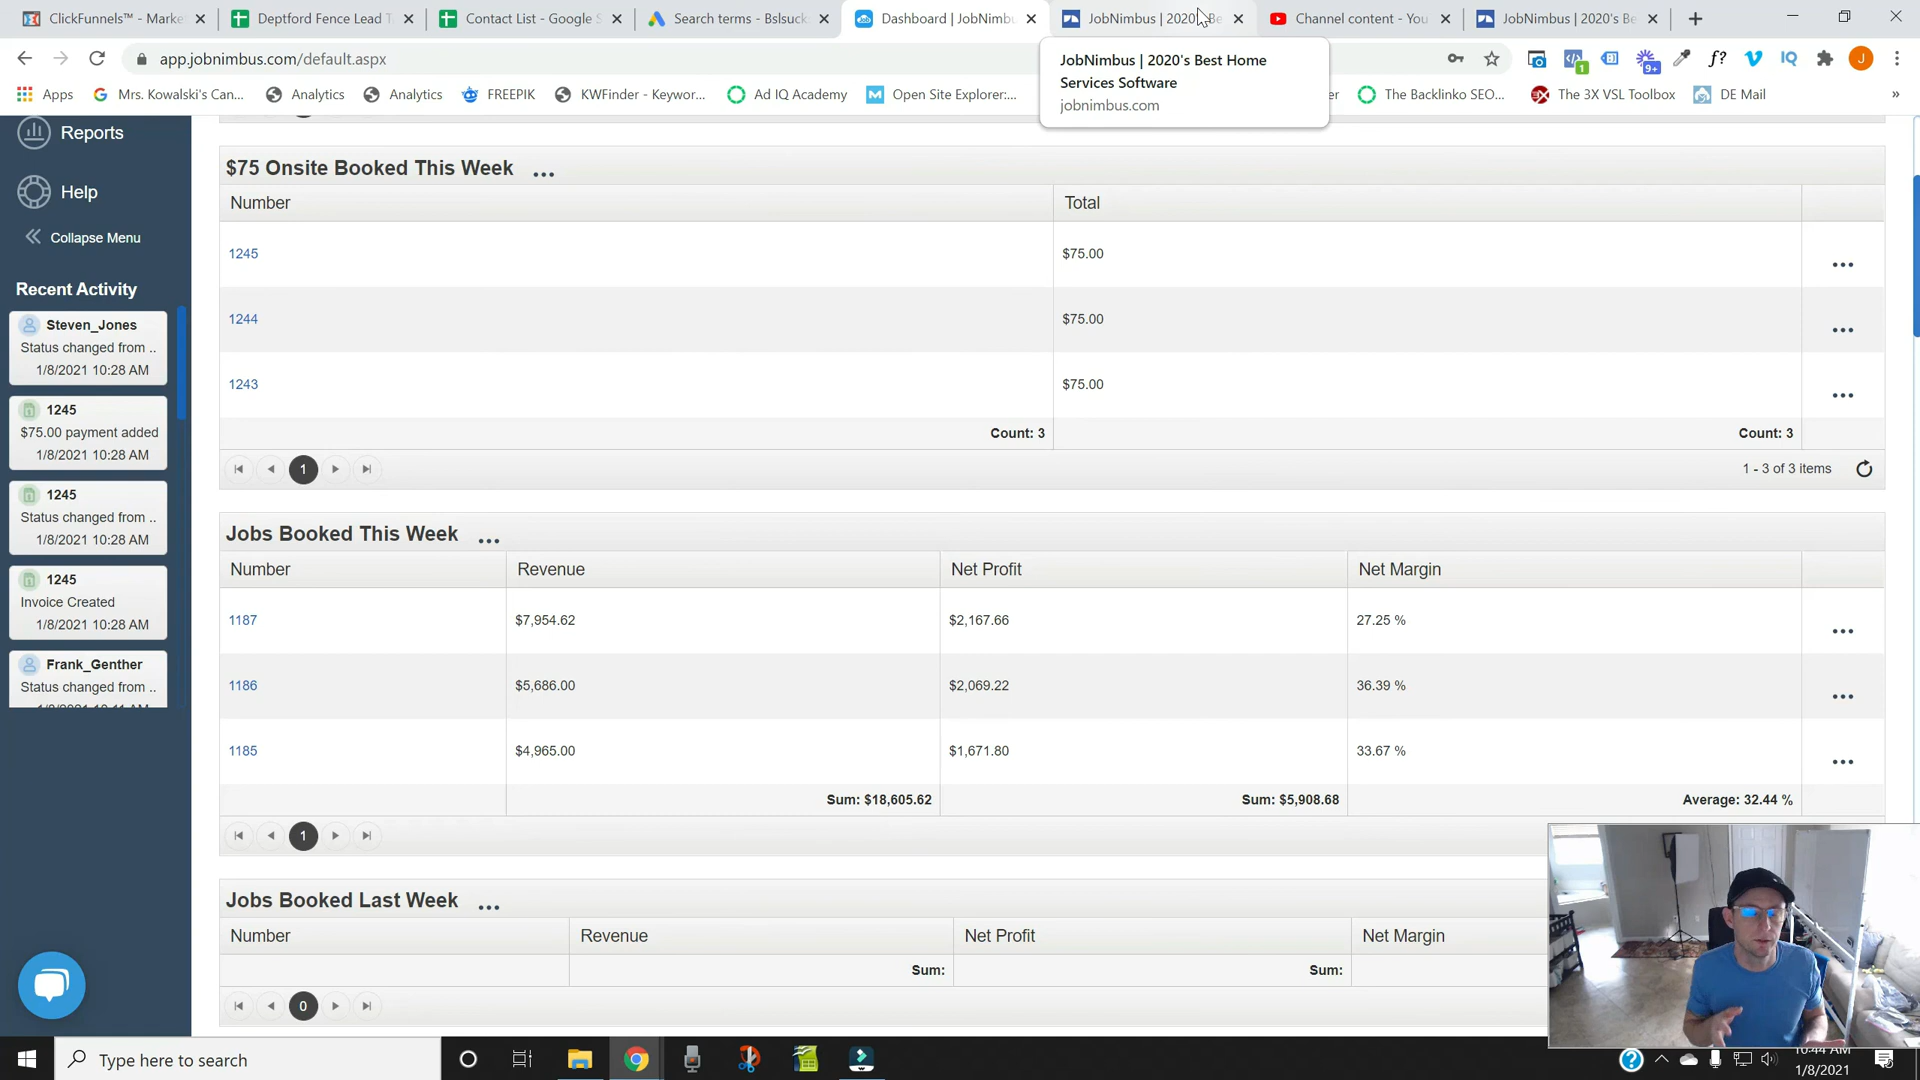 ClickFunnels™ - Marke
Deptford Fence Lead T
Contact List - Google S
Search terms - Bslsuck
Dashboard | JobNimbu
JobNimbus | 2020's Be
Channel content - You
JobNimbus | 2020's Be
app.jobnimbus.com/default.aspx
JobNimbus | 2020's Best Home
Services Software
jobnimbus.com
Apps
Mrs. Kowalski's Can...
Analytics
Analytics
FREEPIK
KWFinder - Keywor...
Ad IQ Academy
Open Site Explorer:...
er
The Backlinko SEO...
The 3X VSL Toolbox
DE Mail
Reports
Help
Collapse Menu
Recent Activity
Steven_Jones
Status changed from ..
1/8/2021 10:28 AM
1245
$75.00 payment added
1/8/2021 10:28 AM
1245
Status changed from ..
1/8/2021 10:28 AM
1245
Invoice Created
1/8/2021 10:28 AM
Frank_Genther
Status changed from ..
1/8/2021 10:11 AM
$75 Onsite Booked This Week ...
Number Total
1245 $75.00
1244 $75.00
1243 $75.00
Count: 3 Count: 3
1
1 - 3 of 3 items
Jobs Booked This Week ...
Number Revenue Net Profit Net Margin
1187 $7,954.62 $2,167.66 27.25 %
1186 $5,686.00 $2,069.22 36.39 %
1185 $4,965.00 $1,671.80 33.67 %
Sum: $18,605.62 Sum: $5,908.68 Average: 32.44 %
1
Jobs Booked Last Week ...
Number Revenue Net Profit Net Margin
Sum: Sum:
0
Type here to search
10:44 AM
1/8/2021